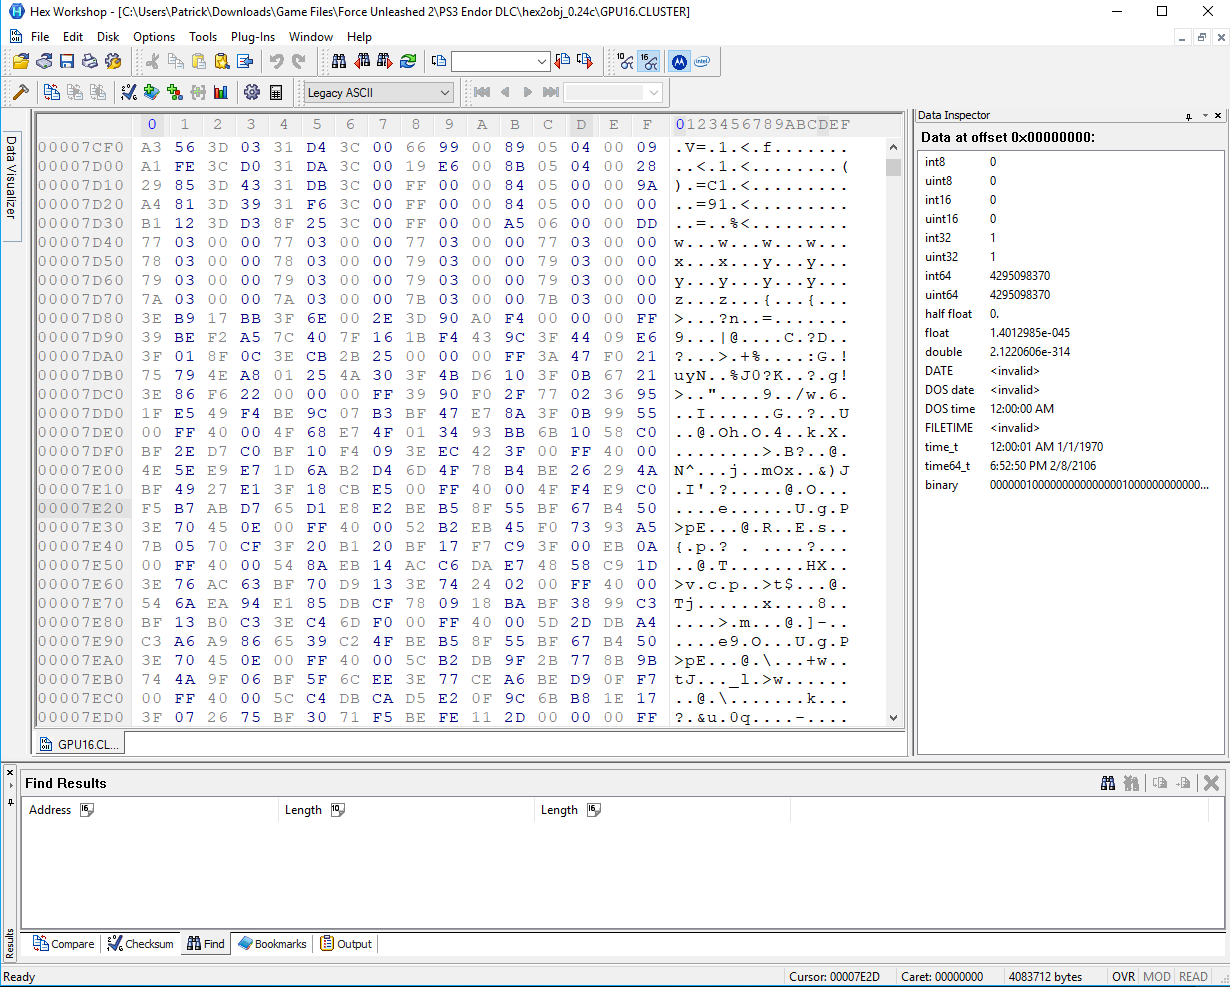 Hex Workshop - [C:\Users\Patrick\Downloads\Game Files\Force Unleashed 2\PS3 Endor DLC\hex2obj_0.24c\GPU16.CLUSTER]
File Edit Disk Options Tools Plug-Ins Window Help
Legacy ASCII
Data Visualizer
0 1 2 3 4 5 6 7 8 9 A B C D E F 0123456789ABCDEF
00007CF0 A3 56 3D 03 31 D4 3C 00 66 99 00 89 05 04 00 09 .V=.1.<.f.......
00007D00 A1 FE 3C D0 31 DA 3C 00 19 E6 00 8B 05 04 00 28 ..<.1.<........(
00007D10 29 85 3D 43 31 DB 3C 00 FF 00 00 84 05 00 00 9A ).=C1.<.........
00007D20 A4 81 3D 39 31 F6 3C 00 FF 00 00 84 05 00 00 00 ..=91.<.........
00007D30 B1 12 3D D3 8F 25 3C 00 FF 00 00 A5 06 00 00 DD ..=..%<.........
00007D40 77 03 00 00 77 03 00 00 77 03 00 00 77 03 00 00 w...w...w...w...
00007D50 78 03 00 00 78 03 00 00 79 03 00 00 79 03 00 00 x...x...y...y...
00007D60 79 03 00 00 79 03 00 00 79 03 00 00 79 03 00 00 y...y...y...y...
00007D70 7A 03 00 00 7A 03 00 00 7B 03 00 00 7B 03 00 00 z...z...{...{...
00007D80 3E B9 17 BB 3F 6E 00 2E 3D 90 A0 F4 00 00 00 FF >...?n..=.......
00007D90 39 BE F2 A5 7C 40 7F 16 1B F4 43 9C 3F 44 09 E6 9...|@....C.?D..
00007DA0 3F 01 8F 0C 3E CB 2B 25 00 00 00 FF 3A 47 F0 21 ?...>.+%....:G.!
00007DB0 75 79 4E A8 01 25 4A 30 3F 4B D6 10 3F 0B 67 21 uyN..%J0?K..?.g!
00007DC0 3E 86 F6 22 00 00 00 FF 39 90 F0 2F 77 02 36 95 >.."....9../w.6.
00007DD0 1F E5 49 F4 BE 9C 07 B3 BF 47 E7 8A 3F 0B 99 55 ..I......G..?..U
00007DE0 00 FF 40 00 4F 68 E7 4F 01 34 93 BB 6B 10 58 C0 ..@.Oh.O.4..k.X.
00007DF0 BF 2E D7 C0 BF 10 F4 09 3E EC 42 3F 00 FF 40 00 ........>.B?..@.
00007E00 4E 5E E9 E7 1D 6A B2 D4 6D 4F 78 B4 BE 26 29 4A N^...j..mOx..&)J
00007E10 BF 49 27 E1 3F 18 CB E5 00 FF 40 00 4F F4 E9 C0 .I'.?.....@.O...
00007E20 F5 B7 AB D7 65 D1 E8 E2 BE B5 8F 55 BF 67 B4 50 ....e......U.g.P
00007E30 3E 70 45 0E 00 FF 40 00 52 B2 EB 45 F0 73 93 A5 >pE...@.R..E.s..
00007E40 7B 05 70 CF 3F 20 B1 20 BF 17 F7 C9 3F 00 EB 0A {.p.? . ....?...
00007E50 00 FF 40 00 54 8A EB 14 AC C6 DA E7 48 58 C9 1D ..@.T.......HX..
00007E60 3E 76 AC 63 BF 70 D9 13 3E 74 24 02 00 FF 40 00 >v.c.p..>t$...@.
00007E70 54 6A EA 94 E1 85 DB CF 78 09 18 BA BF 38 99 C3 Tj......x....8..
00007E80 BF 13 B0 C3 3E C4 6D F0 00 FF 40 00 5D 2D DB A4 ....>.m...@.]-..
00007E90 C3 A6 A9 86 65 39 C2 4F BE B5 8F 55 BF 67 B4 50 ....e9.O...U.g.P
00007EA0 3E 70 45 0E 00 FF 40 00 5C B2 DB 9F 2B 77 8B 9B >pE...@.\...+w..
00007EB0 74 4A 9F 06 BF 5F 6C EE 3E 77 CE A6 BE D9 0F F7 tJ..._l.>w......
00007EC0 00 FF 40 00 5C C4 DB CA D5 E2 0F 9C 6B B8 1E 17 ..@.\.......k...
00007ED0 3F 07 26 75 BF 30 71 F5 BE FE 11 2D 00 00 00 FF ?.&u.0q....-....
GPU16.CL...
Data Inspector
Data at offset 0x00000000:
int8 0
uint8 0
int16 0
uint16 0
int32 1
uint32 1
int64 4295098370
uint64 4295098370
half float 0.
float 1.4012985e-045
double 2.1220606e-314
DATE <invalid>
DOS date <invalid>
DOS time 12:00:00 AM
FILETIME <invalid>
time_t 12:00:01 AM 1/1/1970
time64_t 6:52:50 PM 2/8/2106
Find Results
Address Length Length
Results
Compare Checksum Find Bookmarks Output
Ready Cursor: 00007E2D Caret: 00000000 4083712 bytes OVR MOD READ